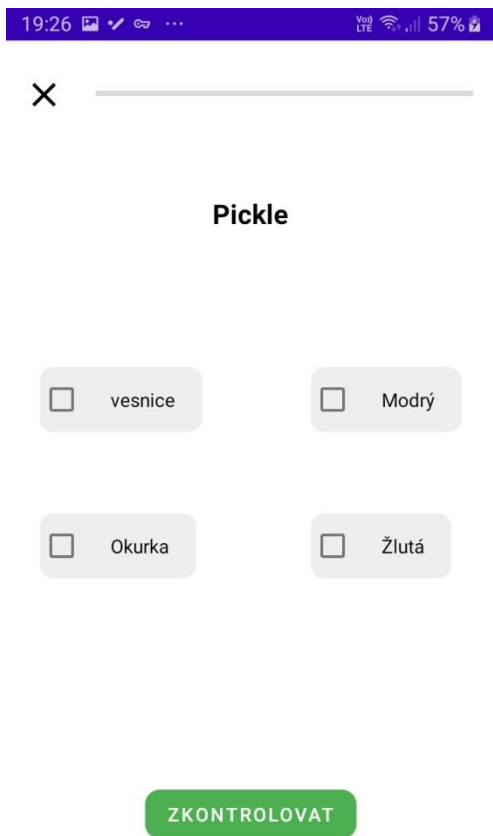 19:26 57%
Pickle
vesnice Modrý
Okurka Žlutá
ZKONTROLOVAT